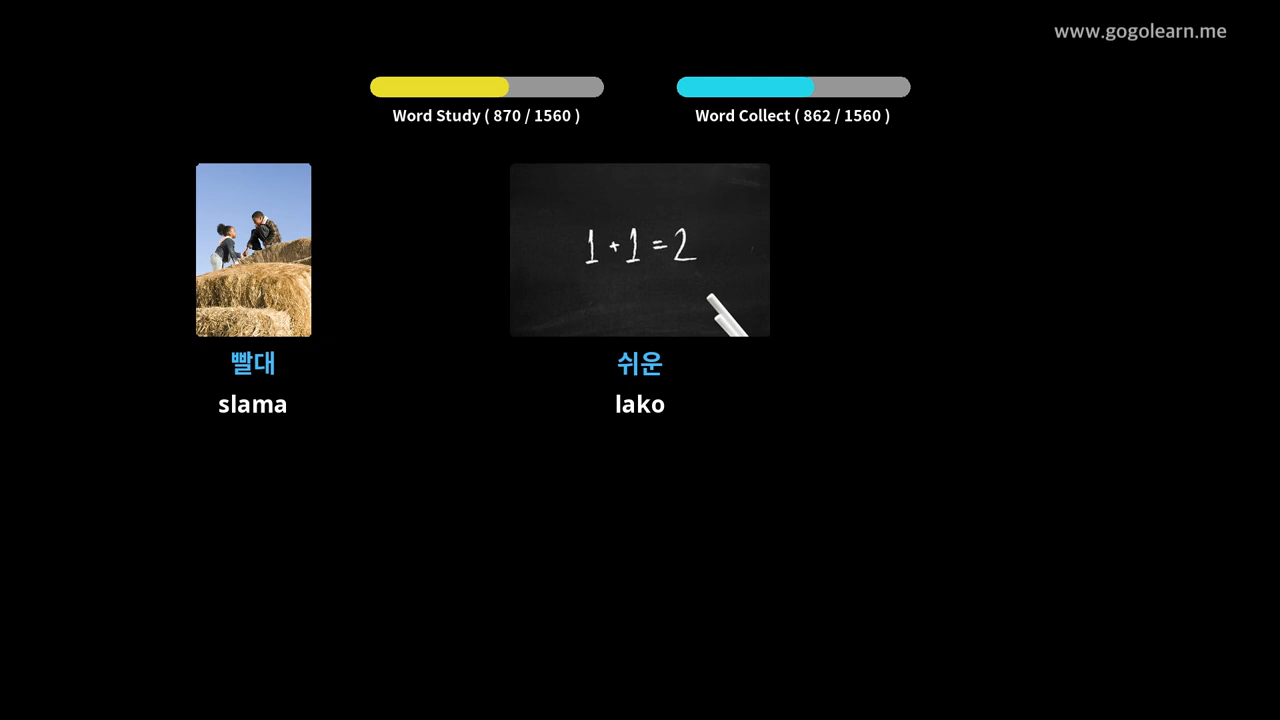 www.gogolearn.me
Word Study ( 870 / 1560 )
Word Collect ( 862 / 1560 )
1 + 1 = 2
빨대
쉬운
slama
lako